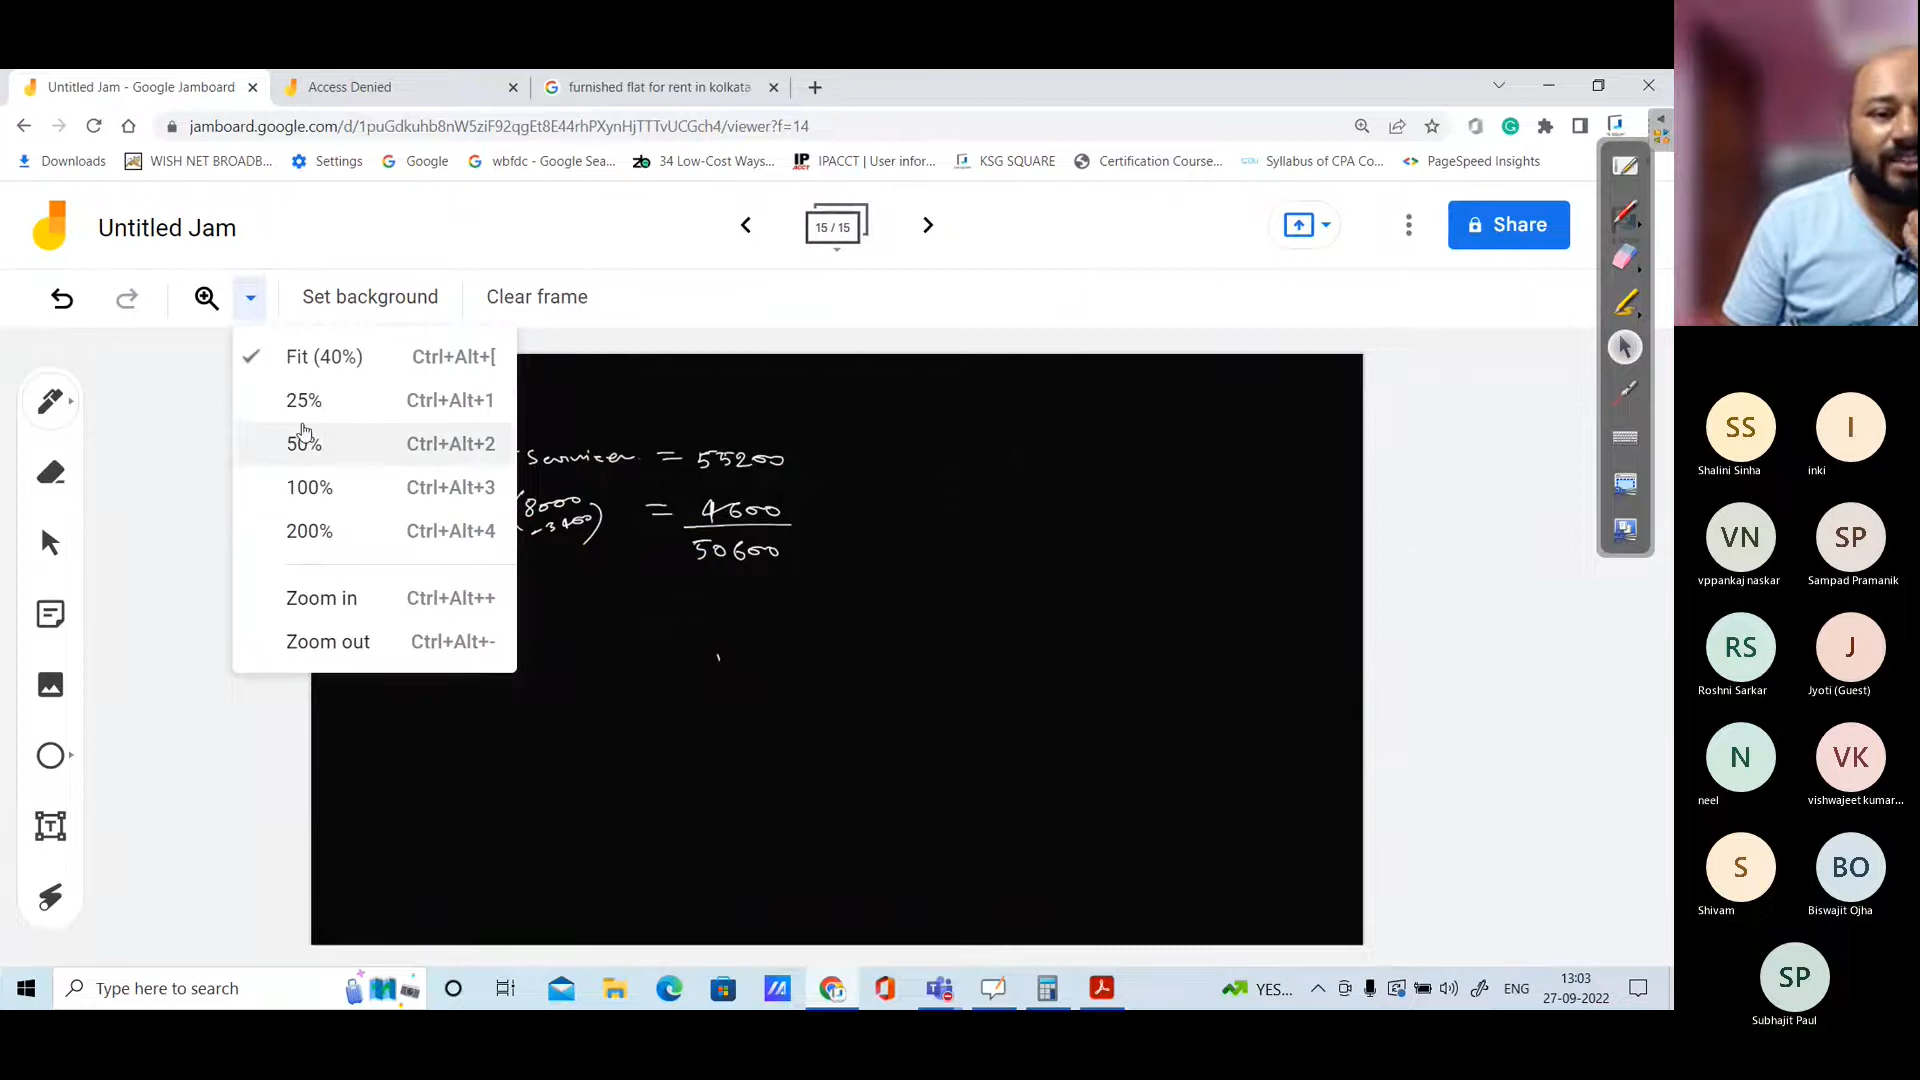 Untitled Jam - Google Jamboard
Access Denied
furnished flat for rent in kolkata
jamboard.google.com/d/1puGdkuhb8nW5ziF92qgEt8E44rhPXynHjTTTvUCGch4/viewer?f=14
Downloads
WISH NET BROADB...
Settings
Google
wbfdc - Google Sea...
34 Low-Cost Ways...
IPACCT | User infor...
KSG SQUARE
Certification Course...
Syllabus of CPA Co...
PageSpeed Insights
Untitled Jam
15 / 15
Share
Set background
Clear frame
Fit (40%) Ctrl+Alt+[
25% Ctrl+Alt+1
50% Ctrl+Alt+2
100% Ctrl+Alt+3
200% Ctrl+Alt+4
Zoom in Ctrl+Alt++
Zoom out Ctrl+Alt+-
= 55200
(8000
-3400) = 4600
50600
SS
Shalini Sinha
I
inki
VN
vppankaj naskar
SP
Sampad Pramanik
RS
Roshni Sarkar
J
Jyoti (Guest)
N
neel
VK
vishwajeet kumar...
S
Shivam
BO
Biswajit Ojha
SP
Subhajit Paul
Type here to search
YES...
ENG
13:03
27-09-2022